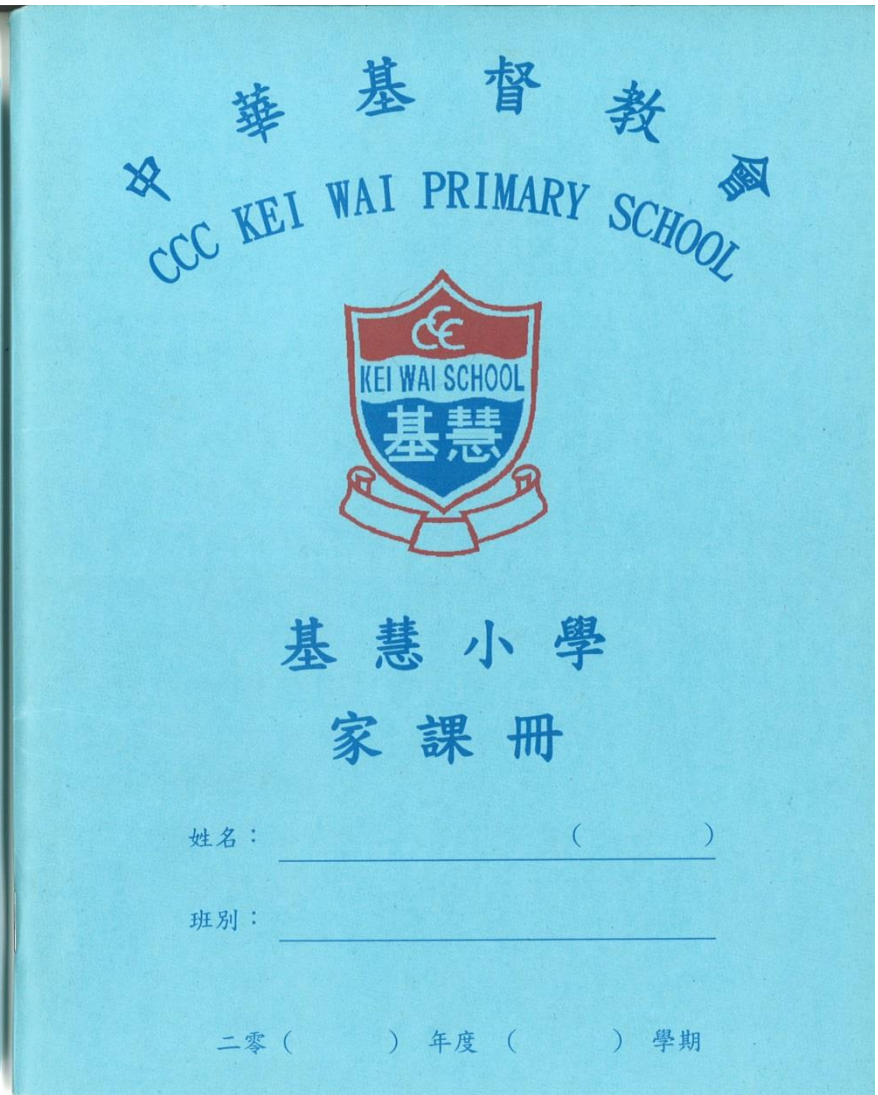 中華基督教會
CCC KEI WAI PRIMARY SCHOOL
CCC
KEI WAI SCHOOL
基慧
基慧小學
家課冊
姓名：（　　　）
班別：
二零（　　　）年度（　　　）學期